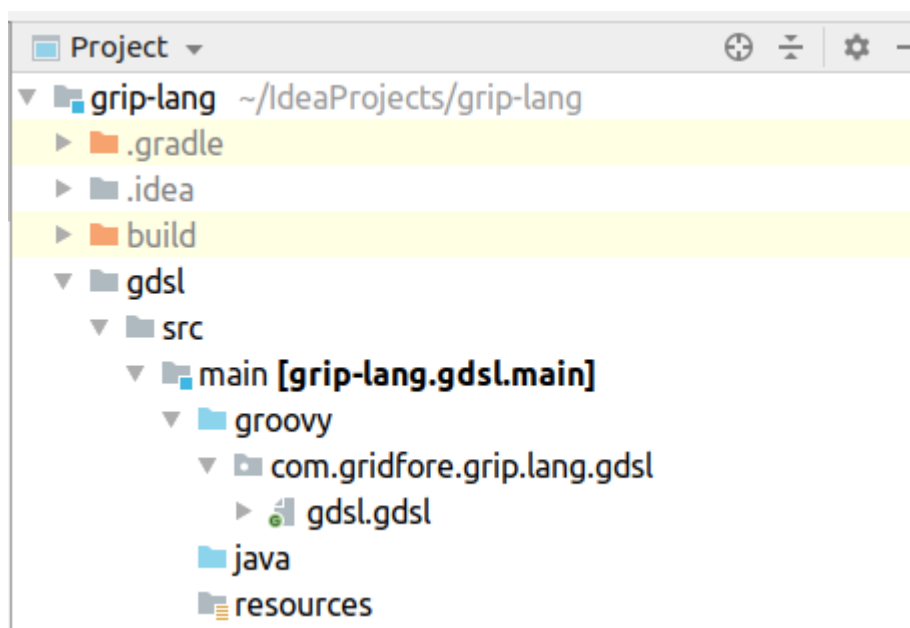 Project
grip-lang ~/IdeaProjects/grip-lang
.gradle
.idea
build
gdsl
src
main [grip-lang.gdsl.main]
groovy
com.gridfore.grip.lang.gdsl
gdsl.gdsl
java
resources